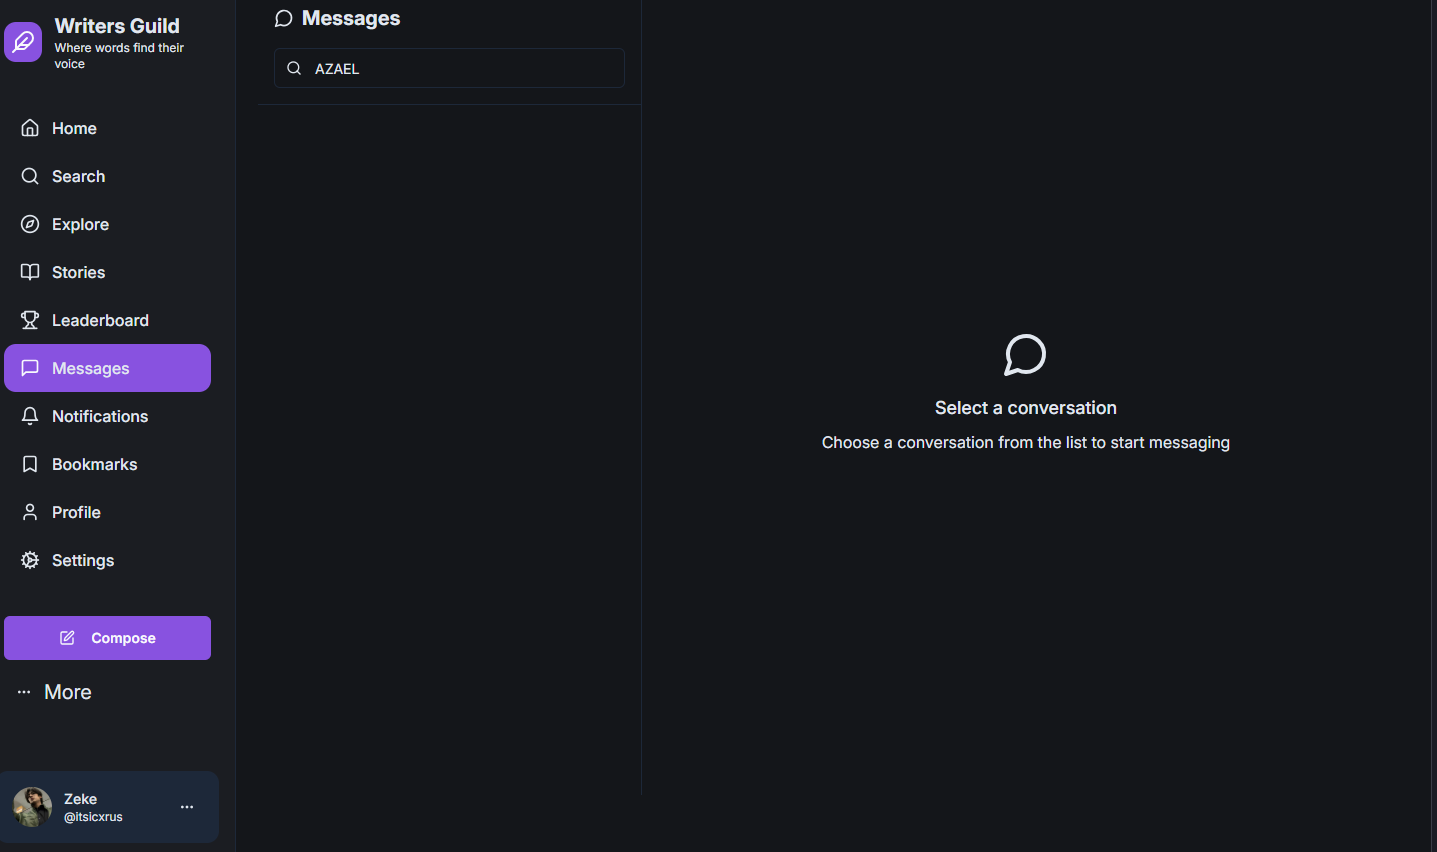 Writers Guild
Where words find their
voice
Home
Search
Explore
Stories
Leaderboard
Messages
Notifications
Bookmarks
Profile
Settings
Compose
More
Zeke
@itsicxrus
Messages
AZAEL
Select a conversation
Choose a conversation from the list to start messaging